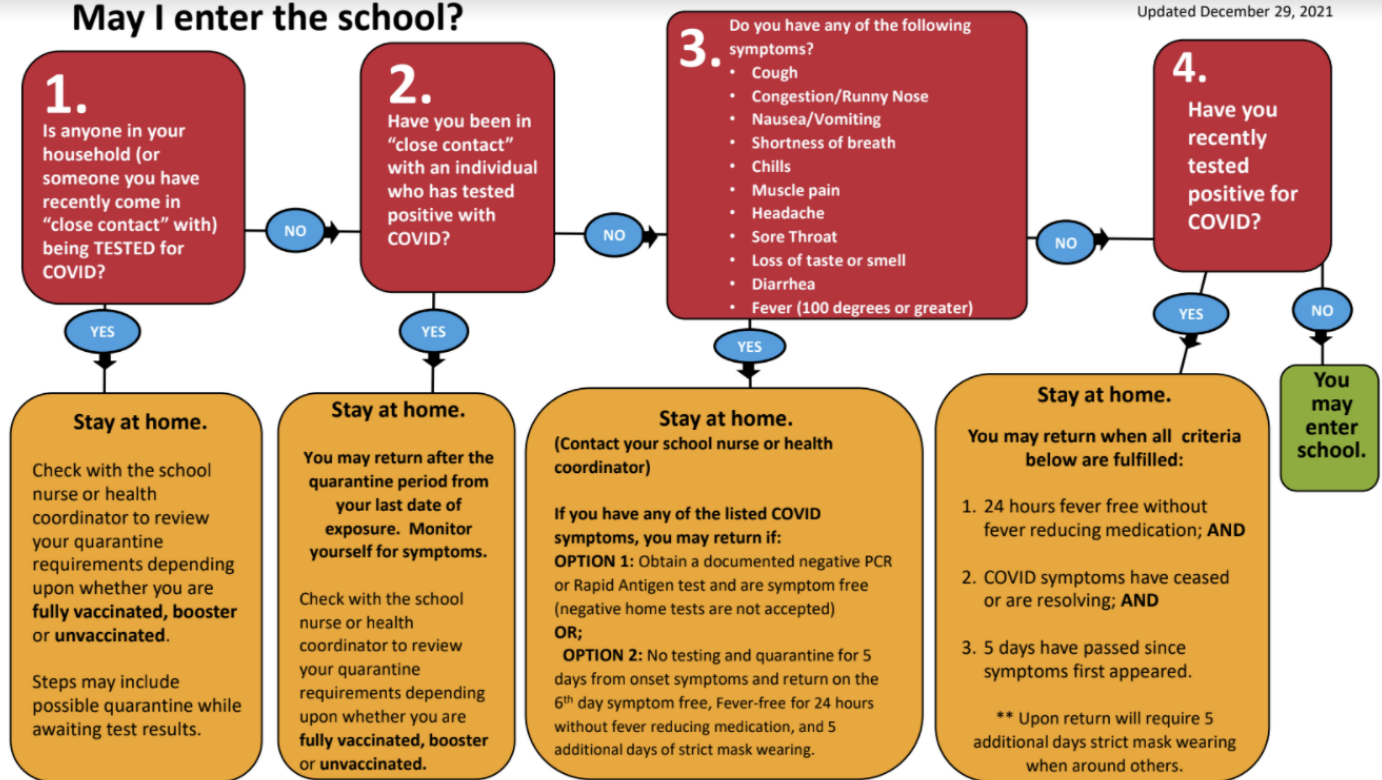 May I enter the school?
Updated December 29, 2021
1.
Is anyone in your
household (or
someone you have
recently come in
“close contact” with)
being TESTED for
COVID?
NO
YES
Stay at home.
Check with the school
nurse or health
coordinator to review
your quarantine
requirements depending
upon whether you are
fully vaccinated, booster
or unvaccinated.
Steps may include
possible quarantine while
awaiting test results.
2.
Have you been in
“close contact”
with an individual
who has tested
positive with
COVID?
NO
YES
Stay at home.
You may return after the
quarantine period from
your last date of
exposure. Monitor
yourself for symptoms.
Check with the school
nurse or health
coordinator to review
your quarantine
requirements depending
upon whether you are
fully vaccinated, booster
or unvaccinated.
3.
Do you have any of the following
symptoms?
• Cough
• Congestion/Runny Nose
• Nausea/Vomiting
• Shortness of breath
• Chills
• Muscle pain
• Headache
• Sore Throat
• Loss of taste or smell
• Diarrhea
• Fever (100 degrees or greater)
NO
YES
Stay at home.
(Contact your school nurse or health
coordinator)
If you have any of the listed COVID
symptoms, you may return if:
OPTION 1: Obtain a documented negative PCR
or Rapid Antigen test and are symptom free
(negative home tests are not accepted)
OR;
OPTION 2: No testing and quarantine for 5
days from onset symptoms and return on the
6th day symptom free, Fever-free for 24 hours
without fever reducing medication, and 5
additional days of strict mask wearing.
4.
Have you
recently
tested
positive for
COVID?
YES
NO
Stay at home.
You may return when all criteria
below are fulfilled:
1. 24 hours fever free without
fever reducing medication; AND
2. COVID symptoms have ceased
or are resolving; AND
3. 5 days have passed since
symptoms first appeared.
** Upon return will require 5
additional days strict mask wearing
when around others.
You
may
enter
school.